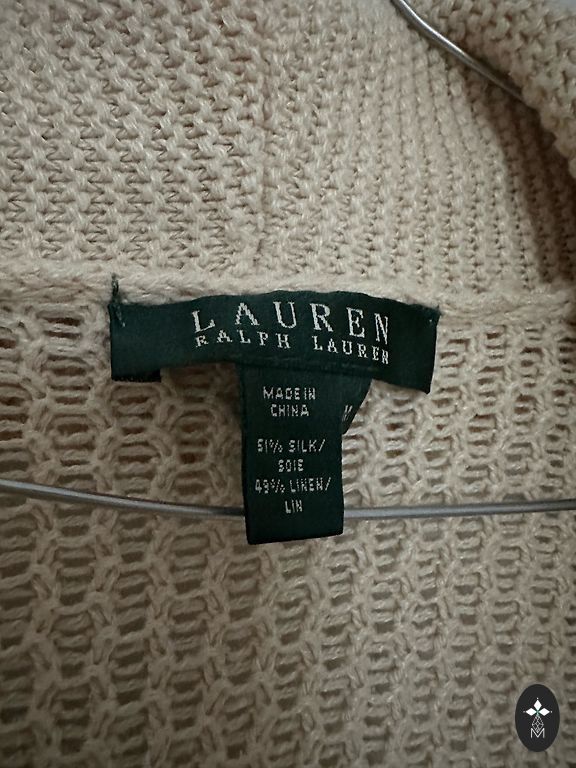 LAUREN
RALPH LAUREN
MADE IN
CHINA
M
51% SILK/
SOIE
49% LINEN/
LIN
M